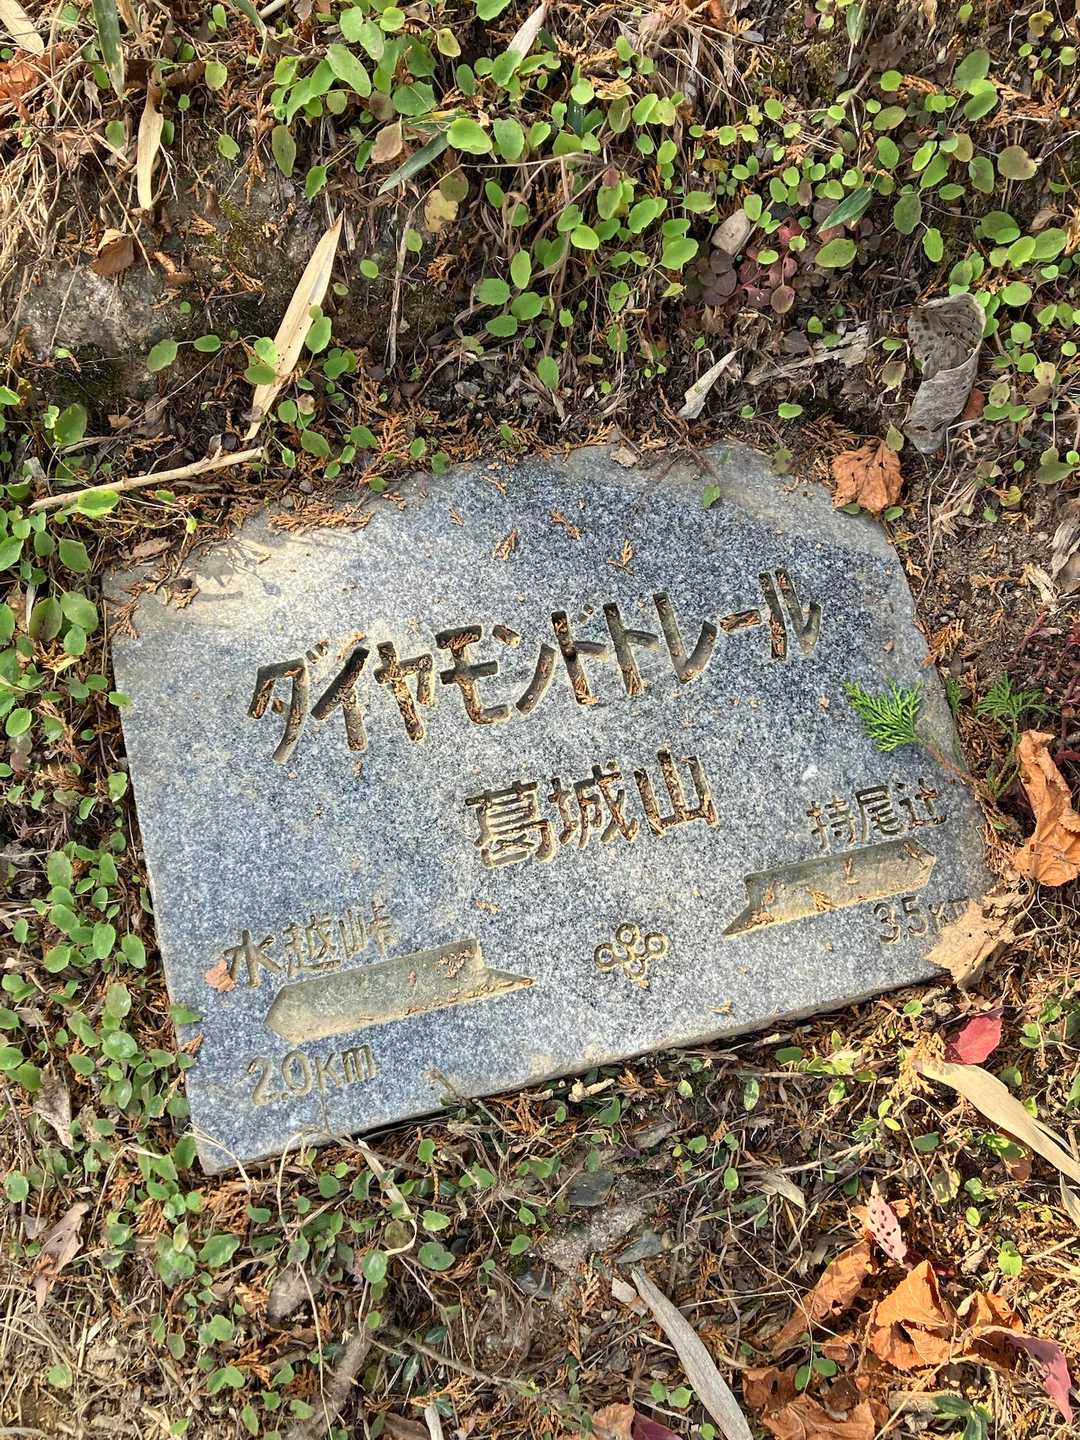 ダイヤモンドトレール
葛城山
持尾辻
3.5km
水越峠
2.0km